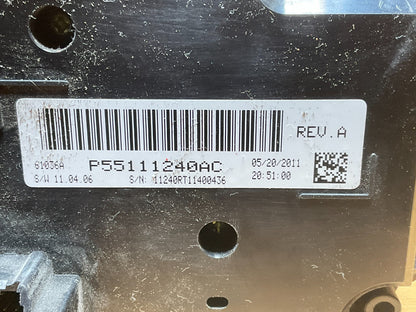 REV.A
61036A P55111240AC 05/20/2011
S/W 11.04.06 S/N: 11240RT11400436 20:51:00